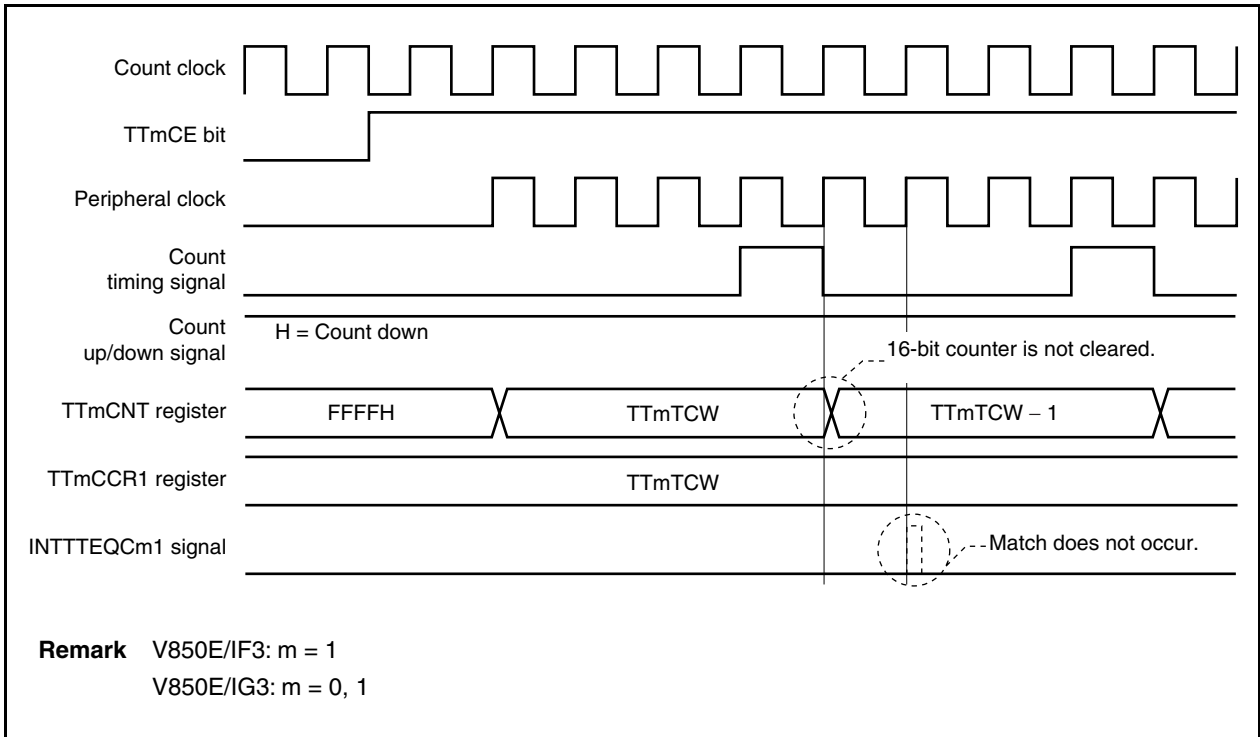 Count clock
TTmCE bit
Peripheral clock
Count
timing signal
Count
up/down signal
H = Count down
16-bit counter is not cleared.
TTmCNT register
FFFFH
TTmTCW
TTmTCW − 1
TTmCCR1 register
TTmTCW
INTTTEQCm1 signal
Match does not occur.
Remark V850E/IF3: m = 1
V850E/IG3: m = 0, 1